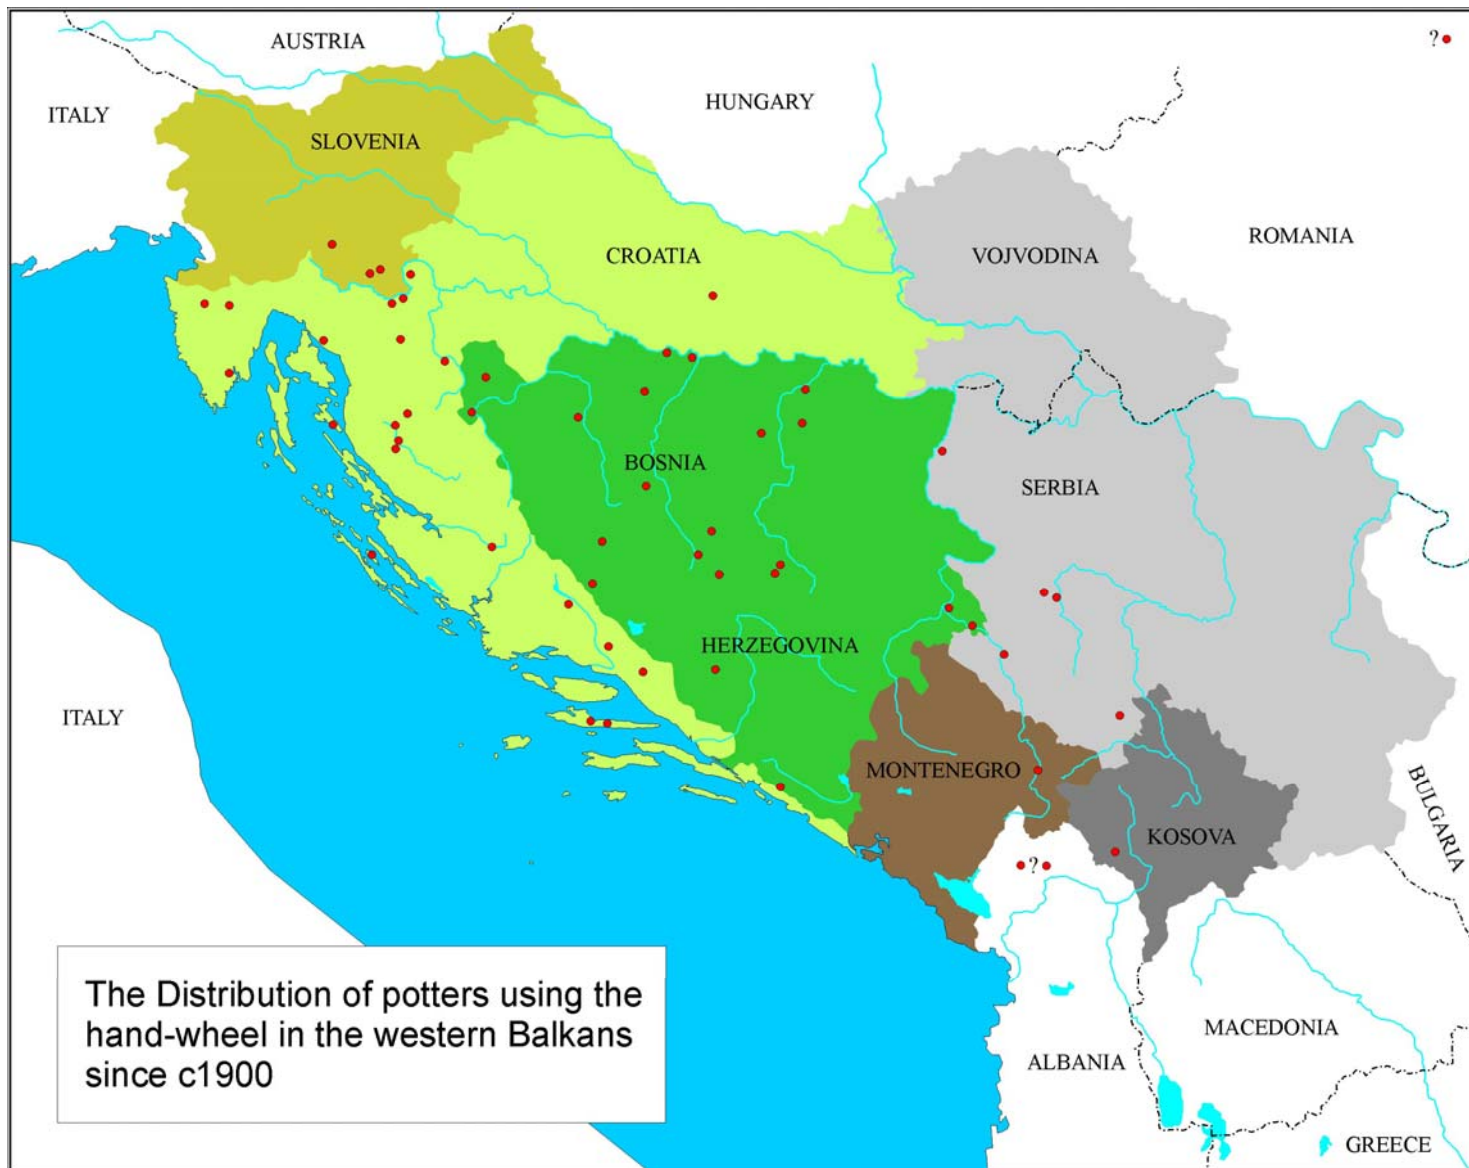 AUSTRIA
?
ITALY
HUNGARY
SLOVENIA
ROMANIA
CROATIA
VOJVODINA
BOSNIA
SERBIA
HERZEGOVINA
ITALY
MONTENEGRO
BULGARIA
KOSOVA
?
The Distribution of potters using the
hand-wheel in the western Balkans
since c1900
MACEDONIA
ALBANIA
GREECE